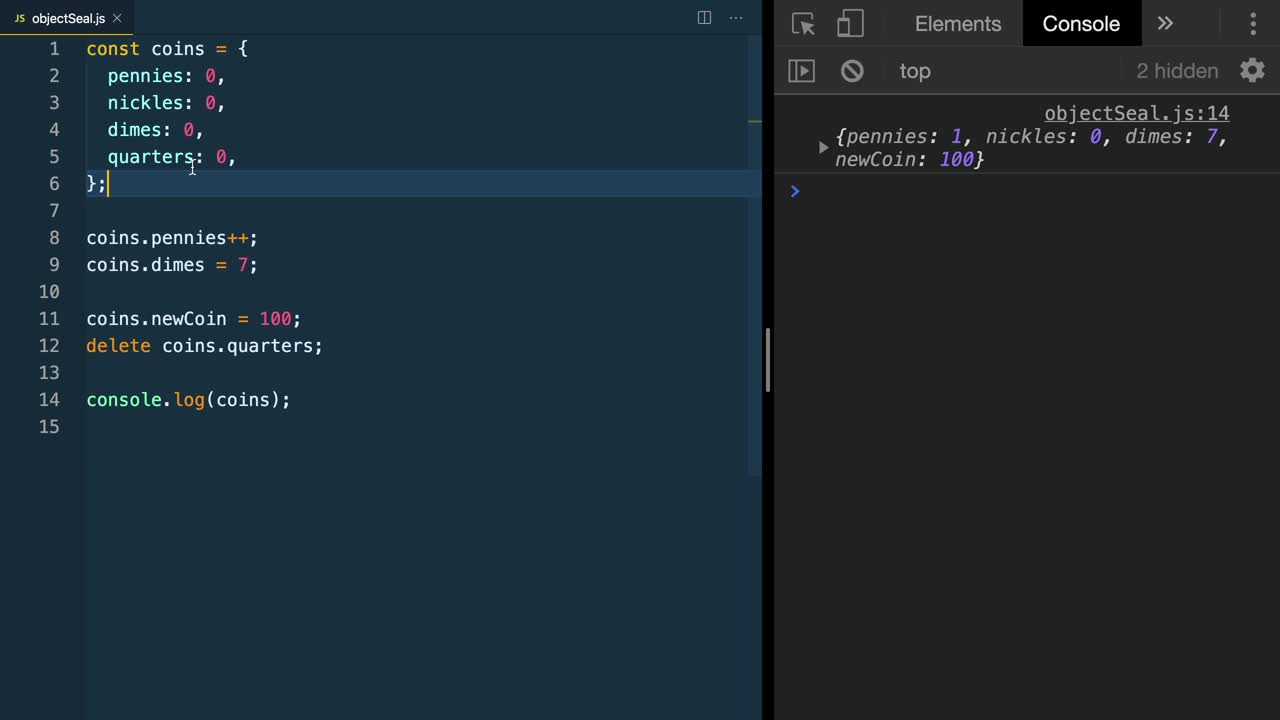 JS objectSeal.js
1 const coins = {
2 pennies: 0,
3 nickles: 0,
4 dimes: 0,
5 quarters: 0,
6 };
7
8 coins.pennies++;
9 coins.dimes = 7;
10
11 coins.newCoin = 100;
12 delete coins.quarters;
13
14 console.log(coins);
15
Elements Console
top 2 hidden
objectSeal.js:14
{pennies: 1, nickles: 0, dimes: 7,
newCoin: 100}